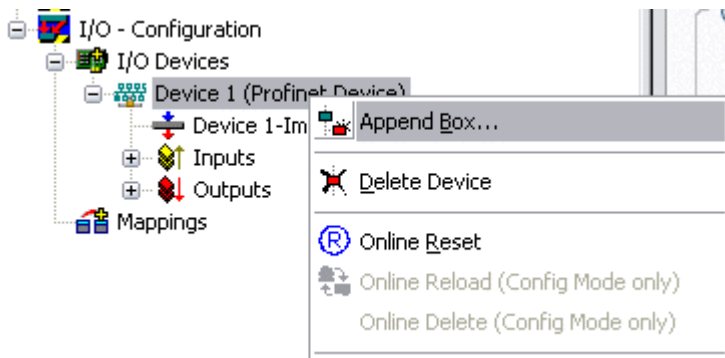 I/O - Configuration
I/O Devices
Device 1 (Profinet Device)
Device 1-Im
Append Box...
Inputs
Delete Device
Outputs
Mappings
Online Reset
Online Reload (Config Mode only)
Online Delete (Config Mode only)